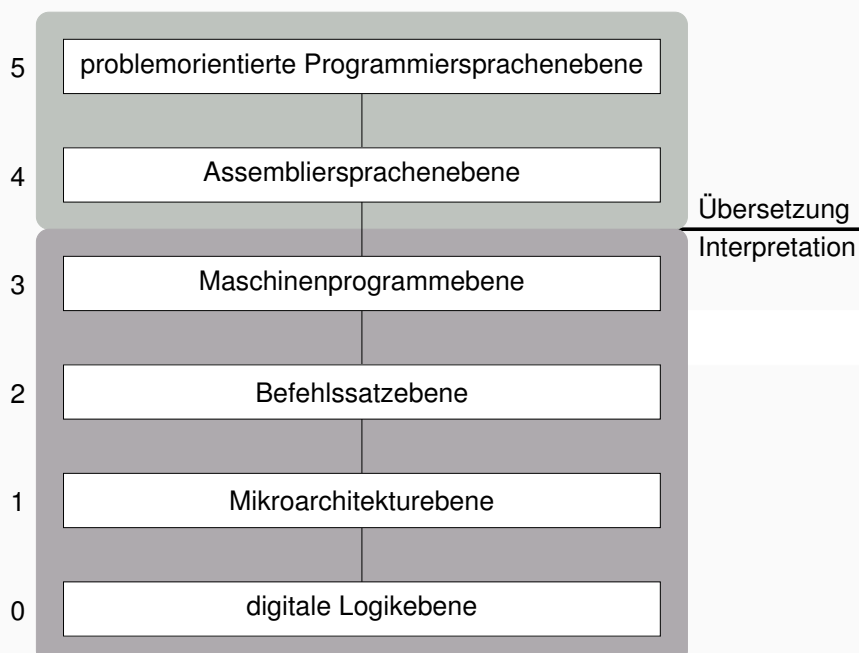 5 problemorientierte Programmiersprachenebene
4 Assembliersprachenebene
Übersetzung
Interpretation
3 Maschinenprogrammebene
2 Befehlssatzebene
1 Mikroarchitekturebene
0 digitale Logikebene